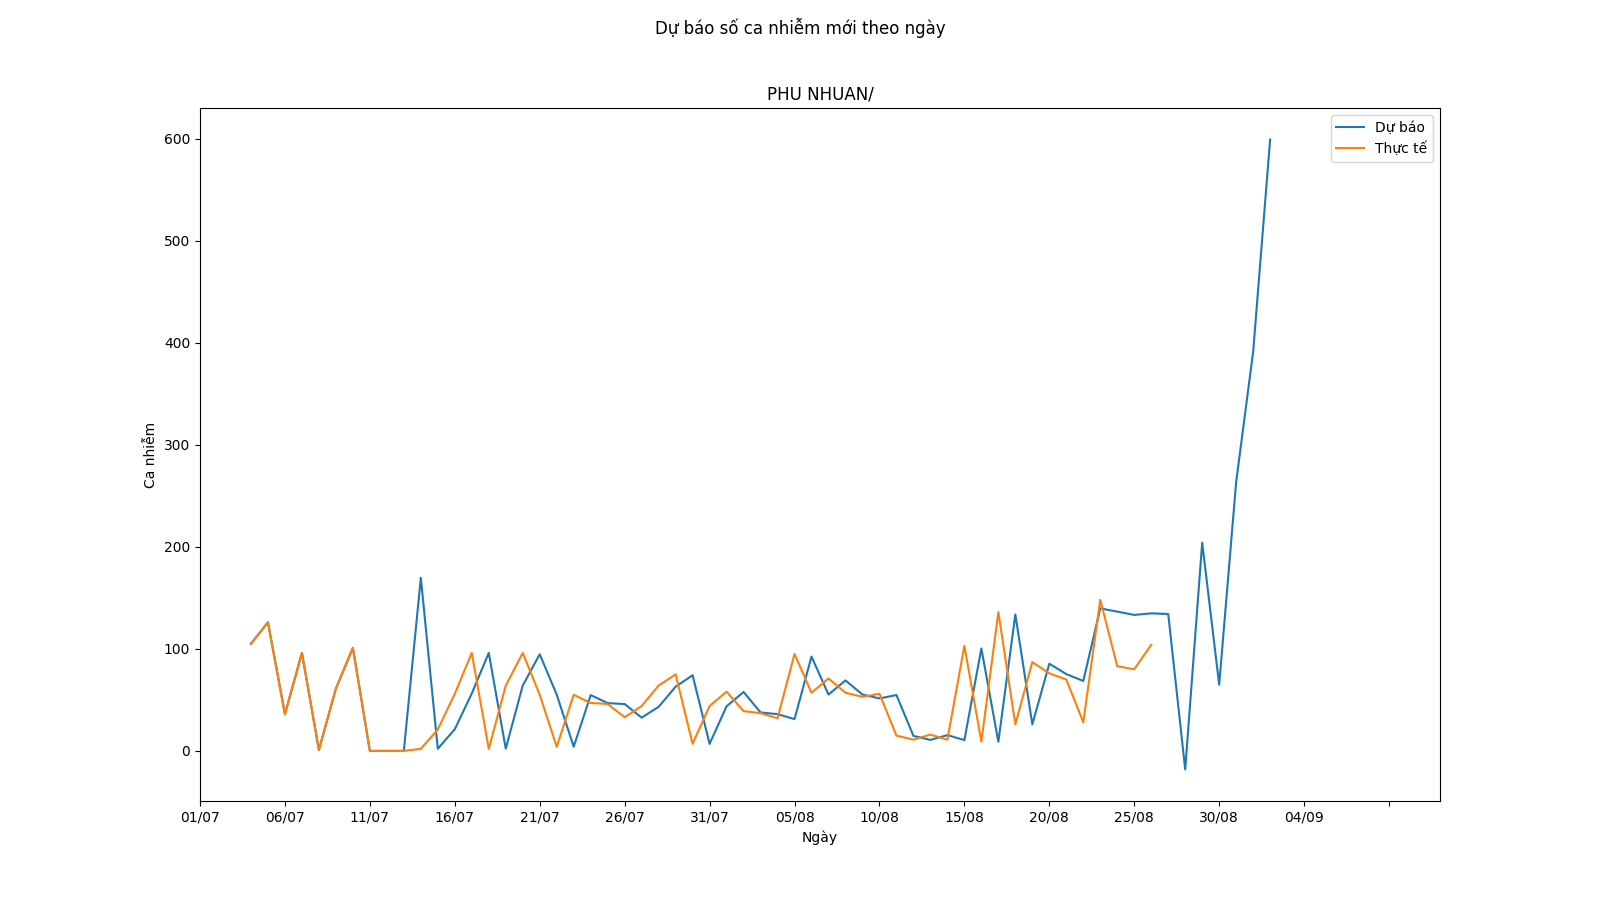 Dự báo số ca nhiễm mới theo ngày
PHU NHUAN/
Dự báo
Thực tế
600
500
400
300
200
100
0
Ca nhiễm
01/07 06/07 11/07 16/07 21/07 26/07 31/07 05/08 10/08 15/08 20/08 25/08 30/08 04/09
Ngày